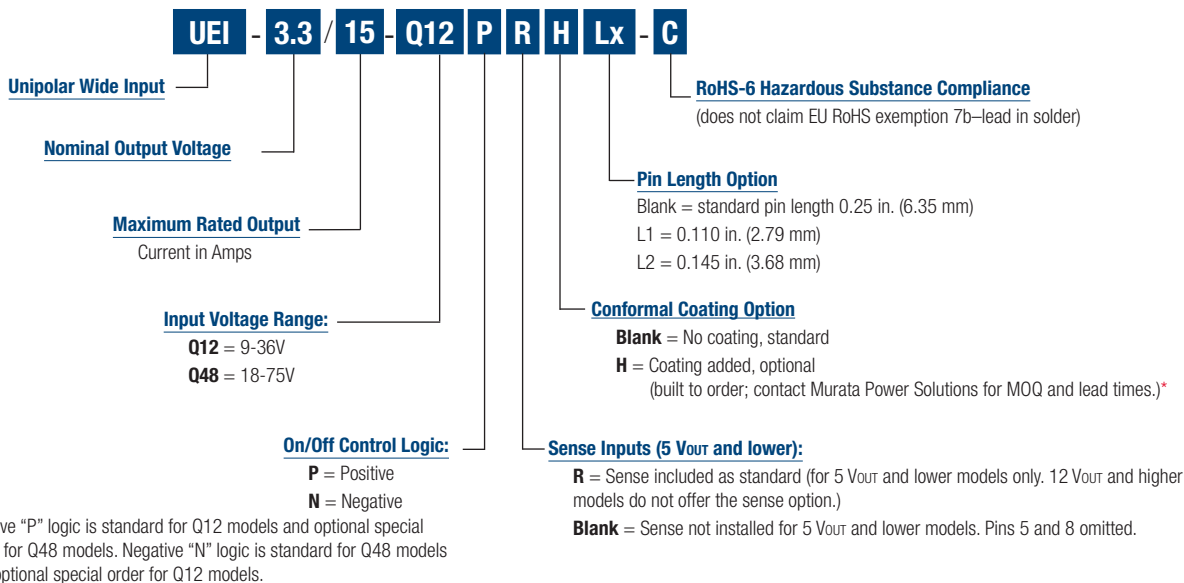 UEI - 3.3 / 15 - Q12 P R H Lx - C
Unipolar Wide Input
RoHS-6 Hazardous Substance Compliance
(does not claim EU RoHS exemption 7b–lead in solder)
Nominal Output Voltage
Pin Length Option
Blank = standard pin length 0.25 in. (6.35 mm)
L1 = 0.110 in. (2.79 mm)
L2 = 0.145 in. (3.68 mm)
Maximum Rated Output
Current in Amps
Input Voltage Range:
Q12 = 9-36V
Q48 = 18-75V
Conformal Coating Option
Blank = No coating, standard
H = Coating added, optional
(built to order; contact Murata Power Solutions for MOQ and lead times.)*
On/Off Control Logic:
P = Positive
N = Negative
ve “P” logic is standard for Q12 models and optional special
for Q48 models. Negative “N” logic is standard for Q48 models
optional special order for Q12 models.
Sense Inputs (5 VOUT and lower):
R = Sense included as standard (for 5 VOUT and lower models only. 12 VOUT and higher
models do not offer the sense option.)
Blank = Sense not installed for 5 VOUT and lower models. Pins 5 and 8 omitted.